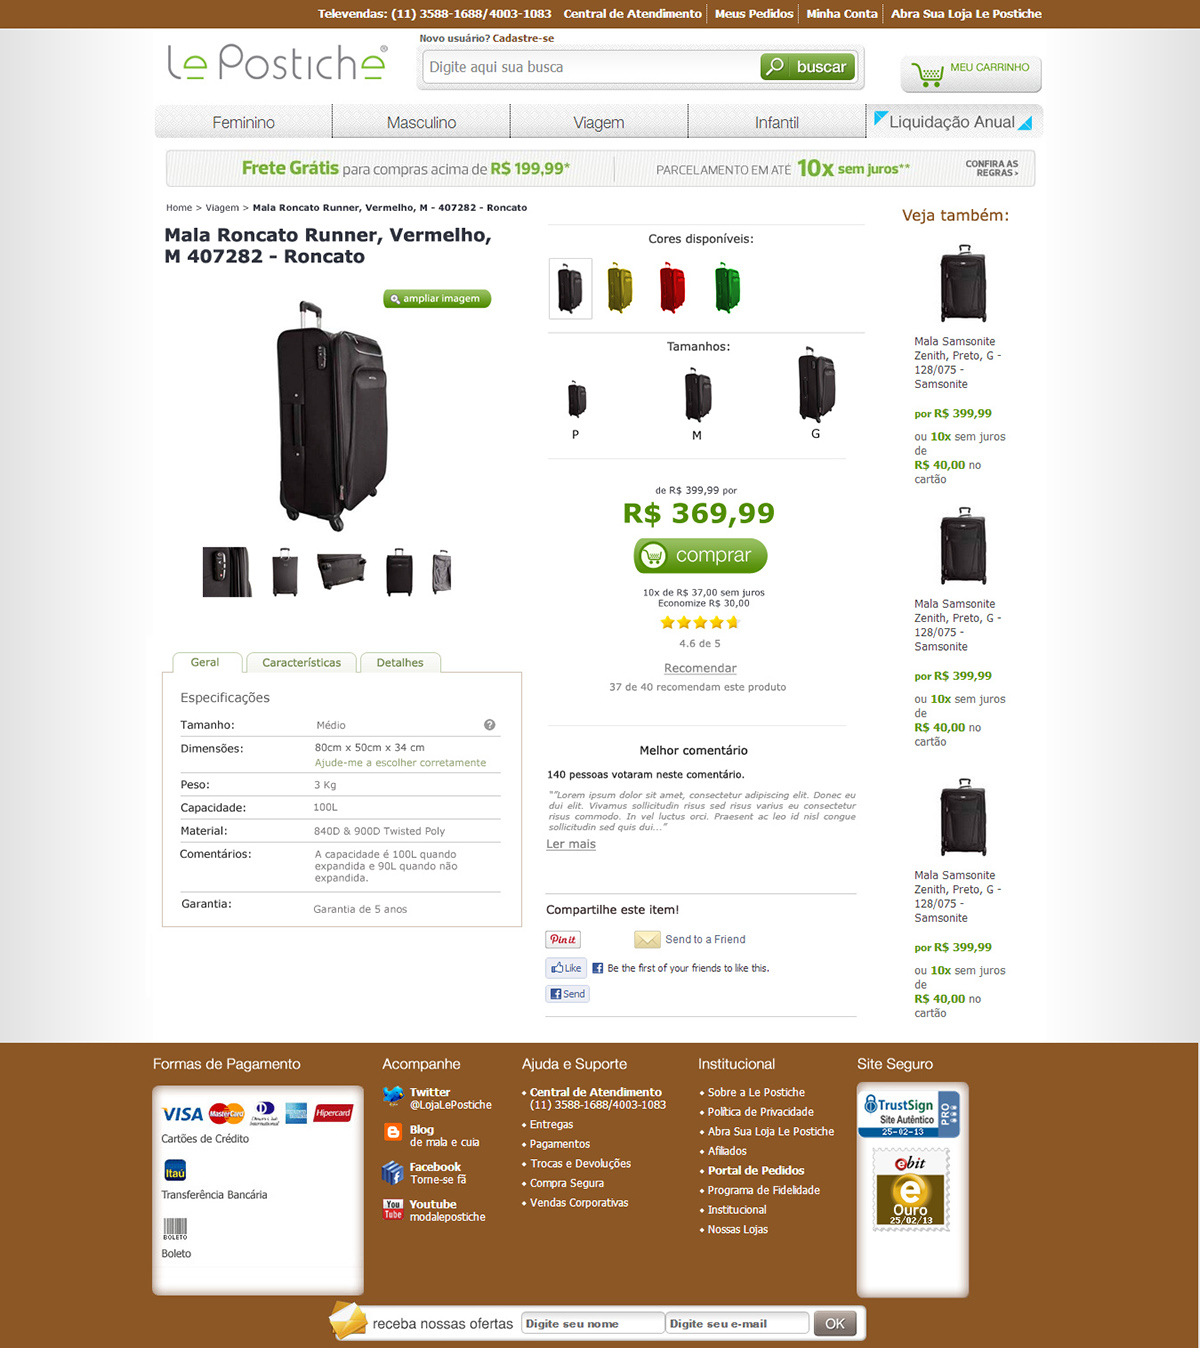 Televendas: (11) 3588-1688/4003-1083 Central de Atendimento Meus Pedidos Minha Conta Abra Sua Loja Le Postiche
Le Postiche®
Novo usuário? Cadastre-se
Digite aqui sua busca buscar
MEU CARRINHO
Feminino Masculino Viagem Infantil Liquidação Anual
Frete Grátis para compras acima de R$ 199,99*
PARCELAMENTO EM ATÉ 10x sem juros**
CONFIRA AS
REGRAS >
Home > Viagem > Mala Roncato Runner, Vermelho, M - 407282 - Roncato
Mala Roncato Runner, Vermelho,
M 407282 - Roncato
ampliar imagem
Geral Características Detalhes
Especificações
Tamanho: Médio ?
Dimensões: 80cm x 50cm x 34 cm
Ajude-me a escolher corretamente
Peso: 3 Kg
Capacidade: 100L
Material: 840D & 900D Twisted Poly
Comentários: A capacidade é 100L quando
expandida e 90L quando não
expandida.
Garantia: Garantia de 5 anos
Cores disponíveis:
Tamanhos:
P M G
de R$ 399,99 por
R$ 369,99
comprar
10x de R$ 37,00 sem juros
Economize R$ 30,00
4.6 de 5
Recomendar
37 de 40 recomendam este produto
Melhor comentário
140 pessoas votaram neste comentário.
""Lorem ipsum dolor sit amet, consectetur adipiscing elit. Donec eu
dui elit. Vivamus sollicitudin risus sed risus varius eu consectetur
risus commodo. In vel luctus orci. Praesent ac leo id nisl congue
sollicitudin sed quis dui..."
Ler mais
Compartilhe este item!
Pin it Send to a Friend
Like Be the first of your friends to like this.
Send
Veja também:
Mala Samsonite
Zenith, Preto, G -
128/075 -
Samsonite
por R$ 399,99
ou 10x sem juros
de
R$ 40,00 no
cartão
Mala Samsonite
Zenith, Preto, G -
128/075 -
Samsonite
por R$ 399,99
ou 10x sem juros
de
R$ 40,00 no
cartão
Mala Samsonite
Zenith, Preto, G -
128/075 -
Samsonite
por R$ 399,99
ou 10x sem juros
de
R$ 40,00 no
cartão
Formas de Pagamento
VISA MasterCard Diners Club International Hipercard
Cartões de Crédito
Itaú
Transferência Bancária
BOLETO
Boleto
Acompanhe
Twitter
@LojaLePostiche
Blog
de mala e cuia
Facebook
Torne-se fã
You Tube
Youtube
modalepostiche
Ajuda e Suporte
Central de Atendimento
(11) 3588-1688/4003-1083
Entregas
Pagamentos
Trocas e Devoluções
Compra Segura
Vendas Corporativas
Institucional
Sobre a Le Postiche
Política de Privacidade
Abra Sua Loja Le Postiche
Afiliados
Portal de Pedidos
Programa de Fidelidade
Institucional
Nossas Lojas
Site Seguro
TrustSign
Site Autêntico
PRO
25-02-13
ebit
e
Ouro
25/02/13
receba nossas ofertas Digite seu nome Digite seu e-mail OK